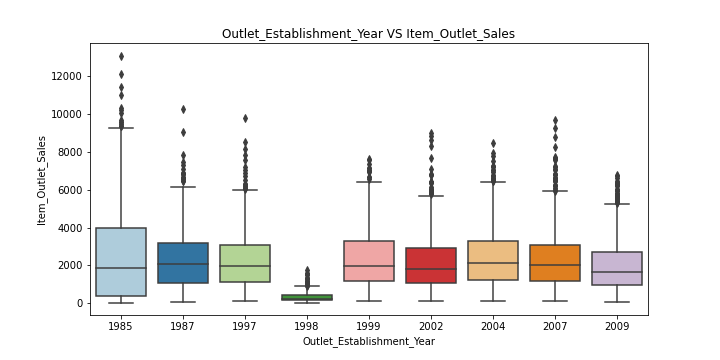 Outlet_Establishment_Year VS Item_Outlet_Sales
Item_Outlet_Sales
12000
10000
8000
6000
4000
2000
0
1985 1987 1997 1998 1999 2002 2004 2007 2009
Outlet_Establishment_Year